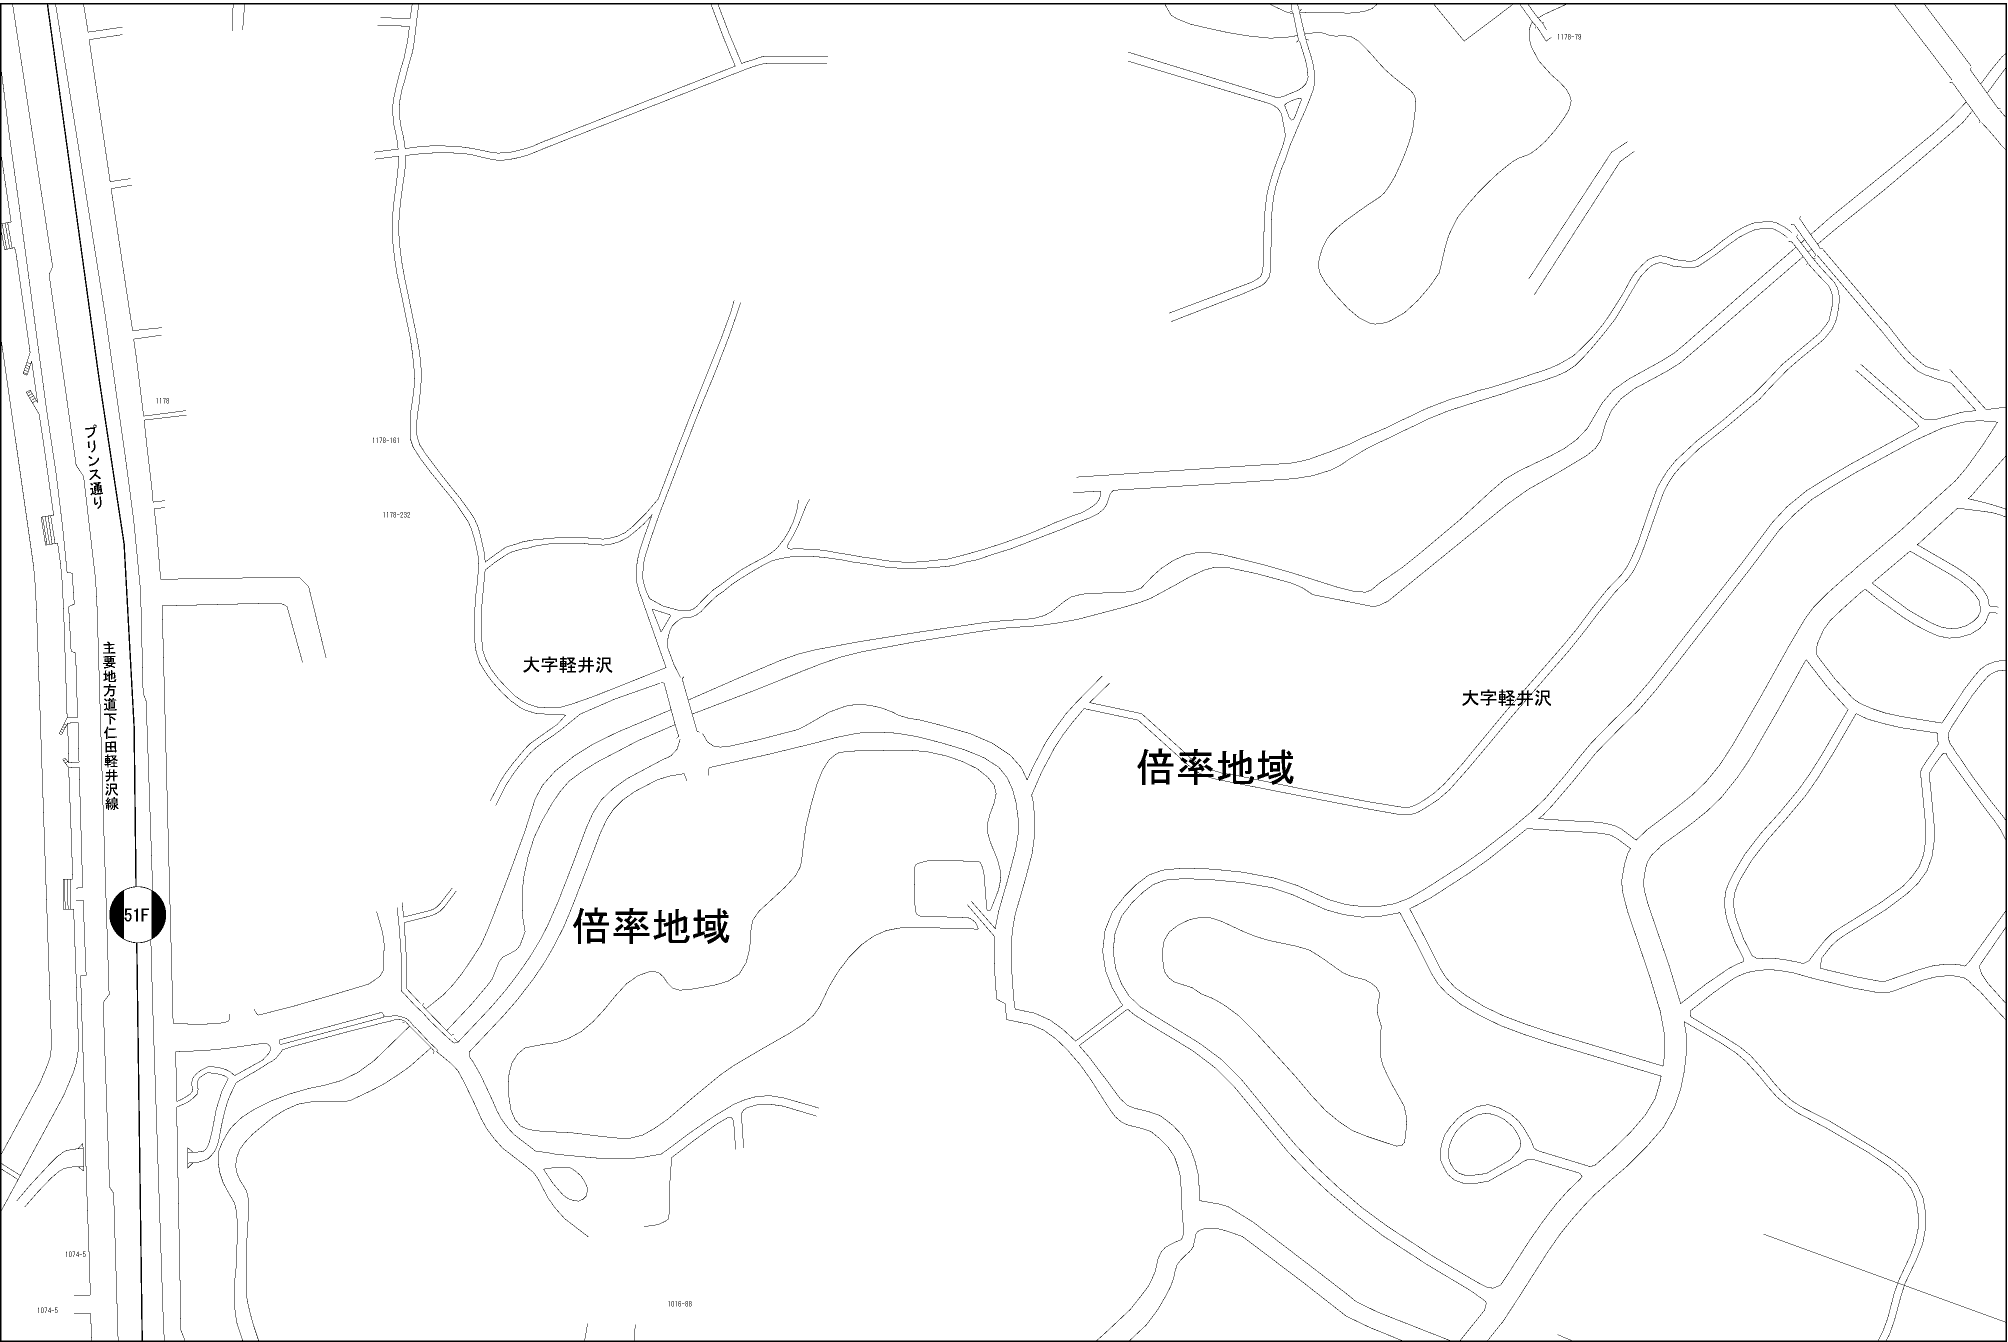 1178-79
1178
プリンス通り
1178-161
1178-232
主要地方道下仁田軽井沢線
大字軽井沢
大字軽井沢
倍率地域
51F
倍率地域
1074-5
1074-5
1016-88